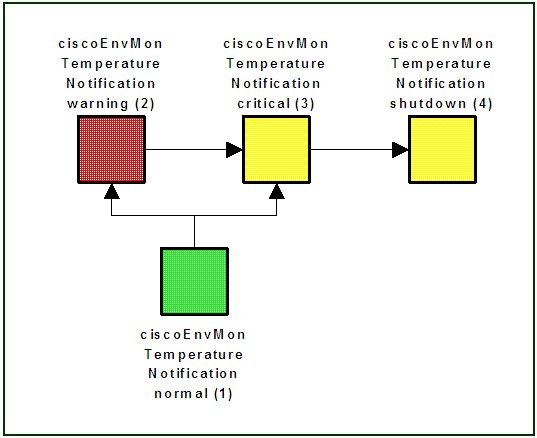 ciscoEnvMon
Temperature
Notification
warning (2)
ciscoEnvMon
Temperature
Notification
critical (3)
ciscoEnvMon
Temperature
Notification
shutdown (4)
ciscoEnvMon
Temperature
Notification
normal (1)